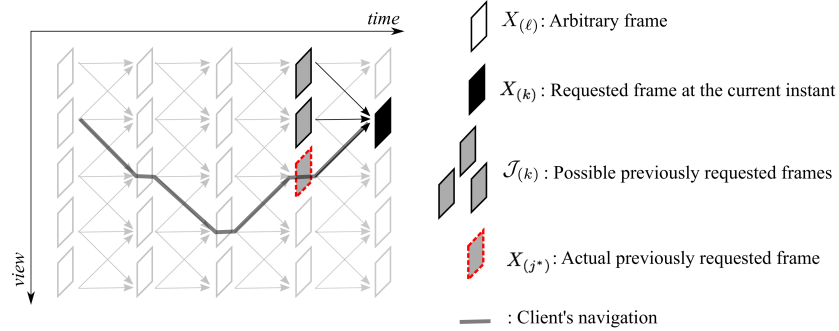 time
view
X(ℓ) : Arbitrary frame
X(k) : Requested frame at the current instant
𝒥(k) : Possible previously requested frames
X(j*) : Actual previously requested frame
: Client's navigation